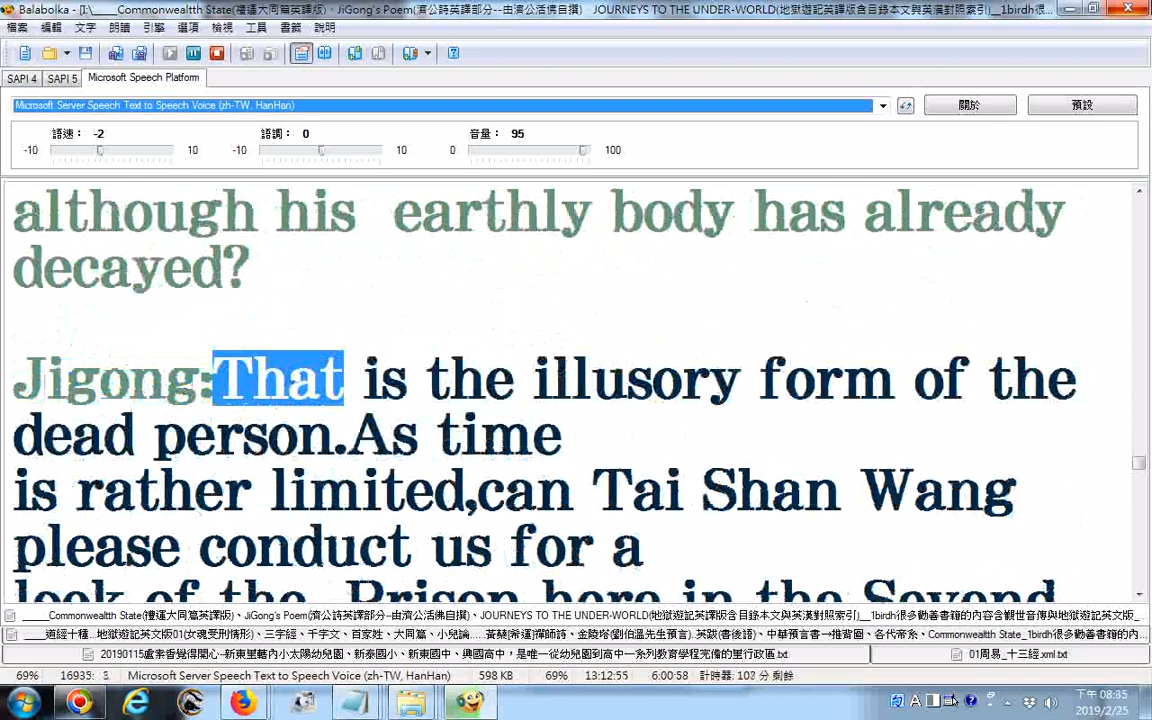 Balabolka - [I:\_____Commonwealtth State(禮運大同篇英譯版)、JiGong's Poem(濟公詩英譯部分--由濟公活佛自撰) JOURNEYS TO THE UNDER-WORLD(地獄遊記英譯版含目錄本文與英漢對照索引)__1birdh很...
檔案 編輯 文字 朗讀 引擎 選項 檢視 工具 書籤 說明
SAPI 4 SAPI 5 Microsoft Speech Platform
Microsoft Server Speech Text to Speech Voice (zh-TW, HanHan) 關於 預設
語速： -2 語調： 0 音量： 95
-10 10 -10 10 0 100
although his earthly body has already
decayed?
Jigong:That is the illusory form of the
dead person.As time
is rather limited,can Tai Shan Wang
please conduct us for a
look of the Prison here in the Seven
_____Commonwealtth State(禮運大同篇英譯版)、JiGong's Poem(濟公詩英譯部分--由濟公活佛自撰)、JOURNEYS TO THE UNDER-WORLD(地獄遊記英譯版含目錄本文與英漢對照索引)__1birdh很多勸善書籍的內容含觀世音傳與地獄遊記英文版_
道經十種...地獄遊記英文版01(女魂受刑情形)、三字經、千字文、百家姓、大同篇、小兒論......黃蘗[希運]禪師詩、金陵塔(劉伯溫先生預言).英跋(書後語)、中華預言書一推背圖、各代帝系、Commonwealth State_1birdh很多勸善書籍的內...
20190115盧素香覺得開心--新東里轄內小太陽幼兒園、新泰國小、新東國中、興國高中，是唯一從幼兒園到高中一系列教育學程完備的里行政區.txt 01周易_十三經.xml.txt
69% 16935: Microsoft Server Speech Text to Speech Voice (zh-TW, HanHan) 598 KB 69% 13:12:55 6:00:58 計時器: 分 剩餘
下午 08:35
2019/2/25